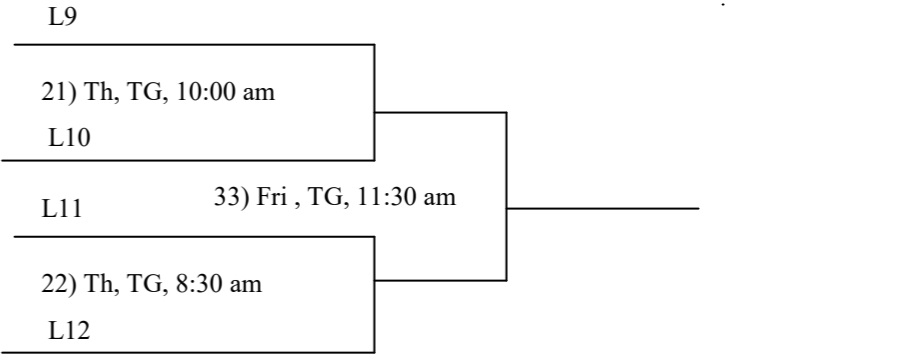 L9
21) Th, TG, 10:00 am
L10
L11
33) Fri , TG, 11:30 am
22) Th, TG, 8:30 am
L12